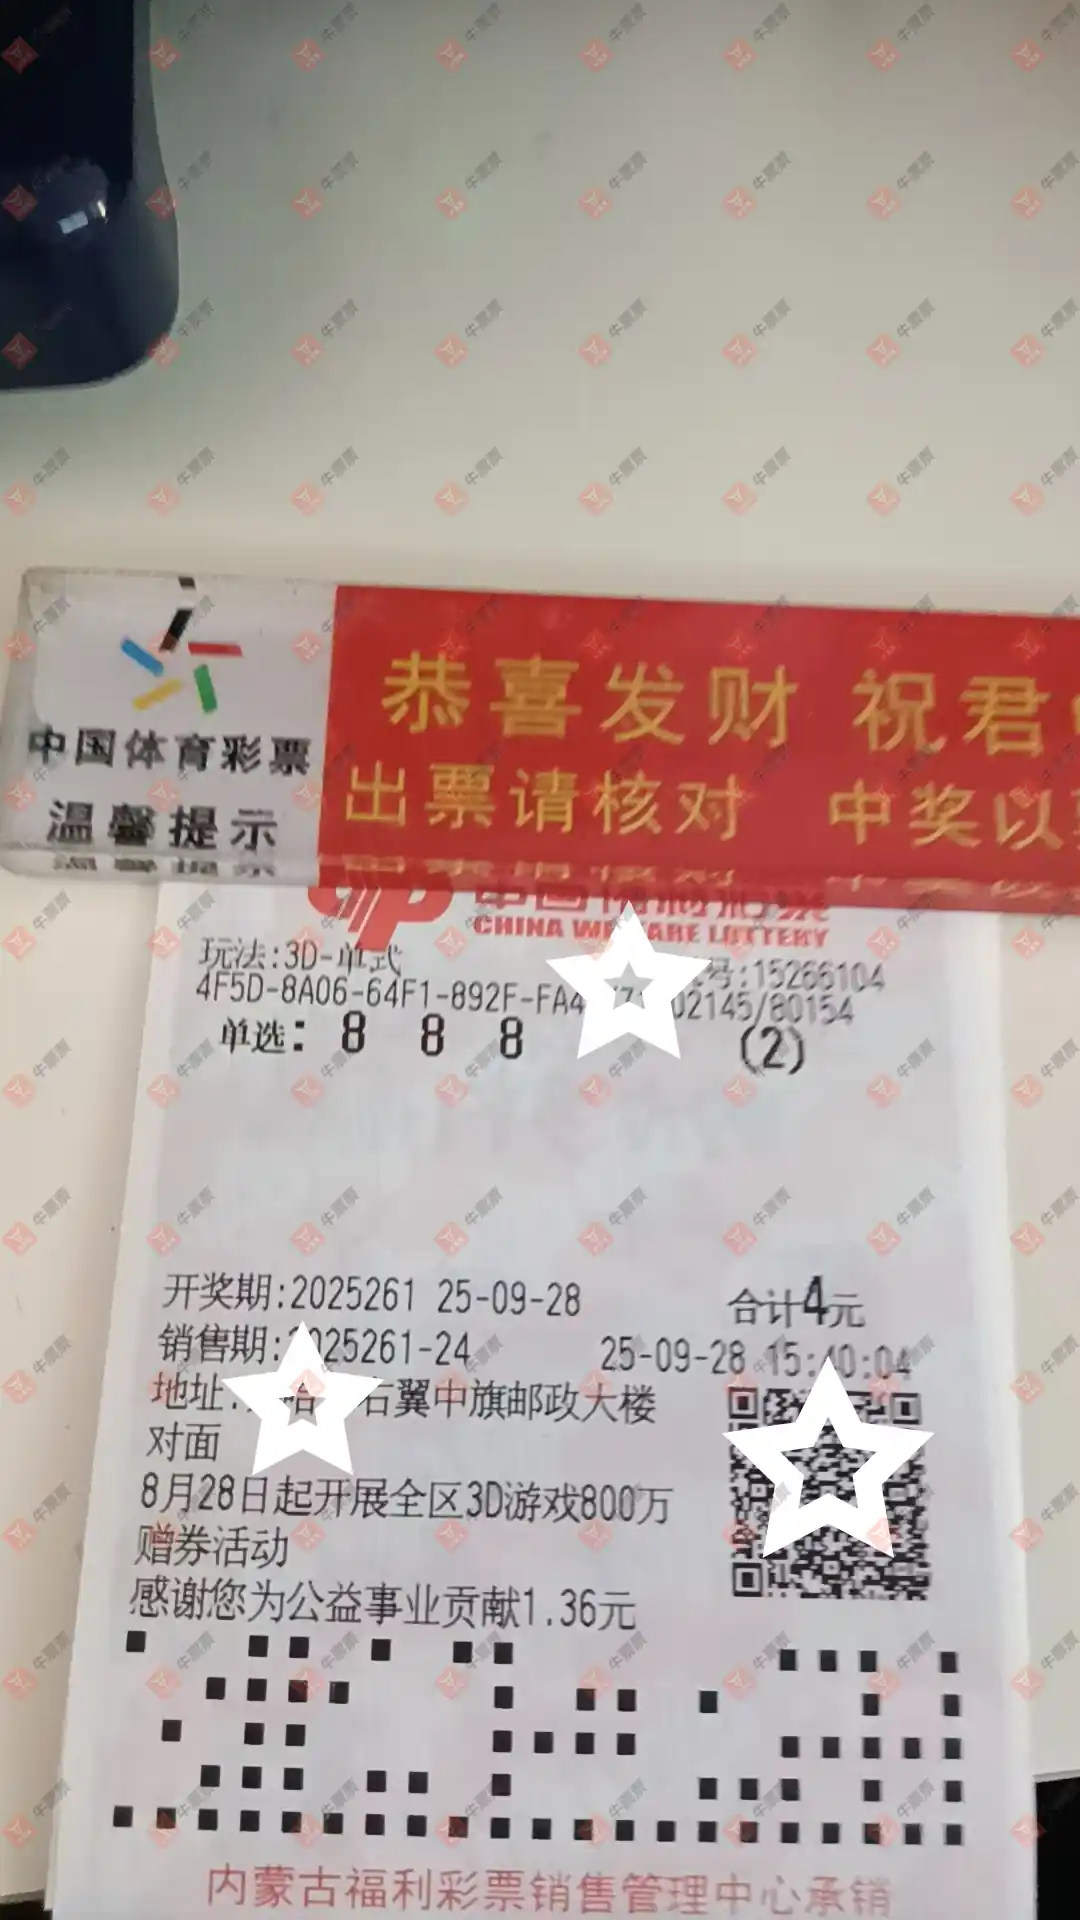 中国体育彩票
温馨提示
恭喜发财 祝君
出票请核对 中奖以
CHINA WELFARE LOTTERY
玩法:3D-单式
号:15266104
4F5D-8A06-64F1-892F-FA4
02145/80154
单选: 8 8 8 (2)
开奖期:2025261 25-09-28
合计4元
销售期:2025261-24
25-09-28 15:40:04
地址:
哈 右翼中旗邮政大楼
对面
8月28日起开展全区3D游戏800万
赠券活动
感谢您为公益事业贡献1.36元
内蒙古福利彩票销售管理中心承销
牛票票